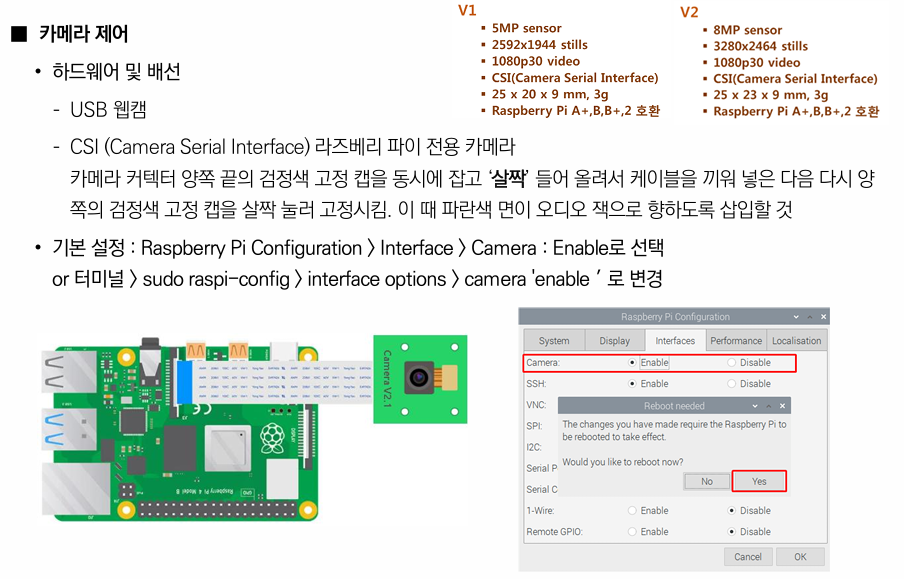 V1
▪ 5MP sensor
▪ 2592x1944 stills
▪ 1080p30 video
▪ CSI(Camera Serial Interface)
▪ 25 x 20 x 9 mm, 3g
▪ Raspberry Pi A+,B,B+,2 호환
V2
▪ 8MP sensor
▪ 3280x2464 stills
▪ 1080p30 video
▪ CSI(Camera Serial Interface)
▪ 25 x 23 x 9 mm, 3g
▪ Raspberry Pi A+,B,B+,2 호환
■ 카메라 제어
• 하드웨어 및 배선
- USB 웹캠
- CSI (Camera Serial Interface) 라즈베리 파이 전용 카메라
카메라 커텍터 양쪽 끝의 검정색 고정 캡을 동시에 잡고 ‘살짝’ 들어 올려서 케이블을 끼워 넣은 다음 다시 양
쪽의 검정색 고정 캡을 살짝 눌러 고정시킴. 이 때 파란색 면이 오디오 잭으로 향하도록 삽입할 것
• 기본 설정 : Raspberry Pi Configuration > Interface > Camera : Enable로 선택
or 터미널 > sudo raspi-config > interface options > camera 'enable ’ 로 변경
Camera V2.1
Raspberry Pi 4 Model B
GPIO
Raspberry Pi Configuration
System Display Interfaces Performance Localisation
Camera: Enable Disable
SSH: Enable Disable
VNC:
SPI:
I2C:
Serial P
Serial C
Reboot needed
The changes you have made require the Raspberry Pi to
be rebooted to take effect.
Would you like to reboot now?
No Yes
1-Wire: Enable Disable
Remote GPIO: Enable Disable
Cancel OK